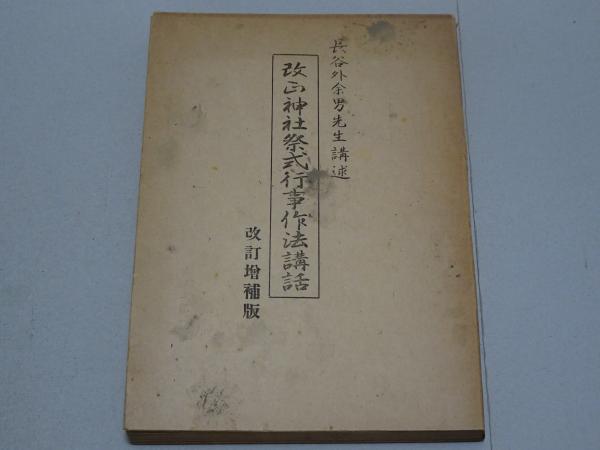 長谷外余男先生講述
改正神社祭式行事作法講話
改訂增補版